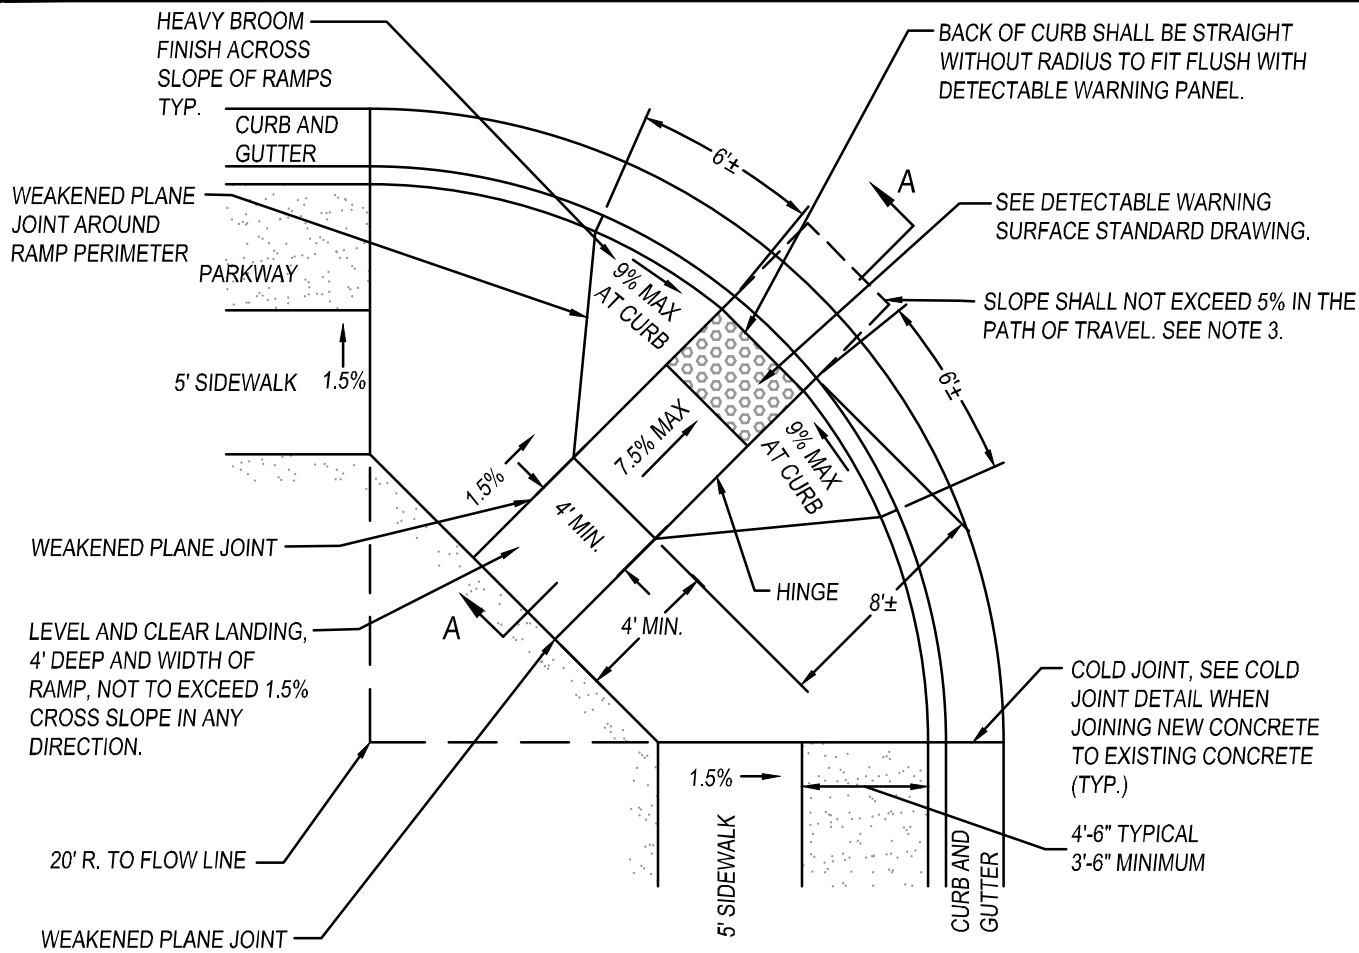 HEAVY BROOM
FINISH ACROSS
SLOPE OF RAMPS
TYP.
BACK OF CURB SHALL BE STRAIGHT
WITHOUT RADIUS TO FIT FLUSH WITH
DETECTABLE WARNING PANEL.
CURB AND
GUTTER
6'±
A
WEAKENED PLANE
JOINT AROUND
RAMP PERIMETER
SEE DETECTABLE WARNING
SURFACE STANDARD DRAWING.
PARKWAY
9% MAX
AT CURB
SLOPE SHALL NOT EXCEED 5% IN THE
PATH OF TRAVEL. SEE NOTE 3.
5' SIDEWALK
1.5%
6'±
7.5% MAX
9% MAX
AT CURB
1.5%
4' MIN.
WEAKENED PLANE JOINT
HINGE
8'±
A
4' MIN.
LEVEL AND CLEAR LANDING,
4' DEEP AND WIDTH OF
RAMP, NOT TO EXCEED 1.5%
CROSS SLOPE IN ANY
DIRECTION.
COLD JOINT, SEE COLD
JOINT DETAIL WHEN
JOINING NEW CONCRETE
TO EXISTING CONCRETE
(TYP.)
1.5%
4'-6" TYPICAL
3'-6" MINIMUM
20' R. TO FLOW LINE
5' SIDEWALK
CURB AND
GUTTER
WEAKENED PLANE JOINT